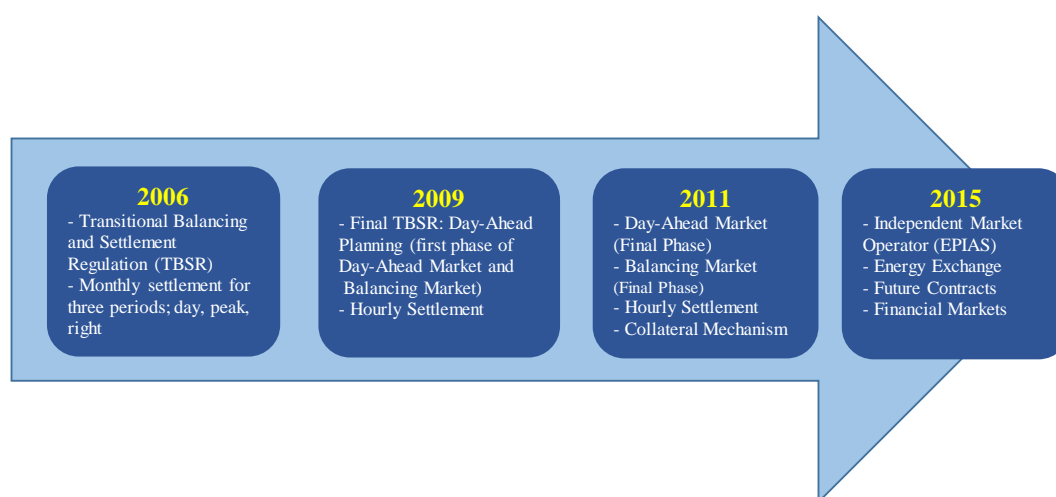 2006
- Transitional Balancing
and Settlement
Regulation (TBSR)
- Monthly settlement for
three periods; day, peak,
right
2009
- Final TBSR: Day-Ahead
Planning (first phase of
Day-Ahead Market and
Balancing Market)
- Hourly Settlement
2011
- Day-Ahead Market
(Final Phase)
- Balancing Market
(Final Phase)
- Hourly Settlement
- Collateral Mechanism
2015
- Independent Market
Operator (EPIAS)
- Energy Exchange
- Future Contracts
- Financial Markets